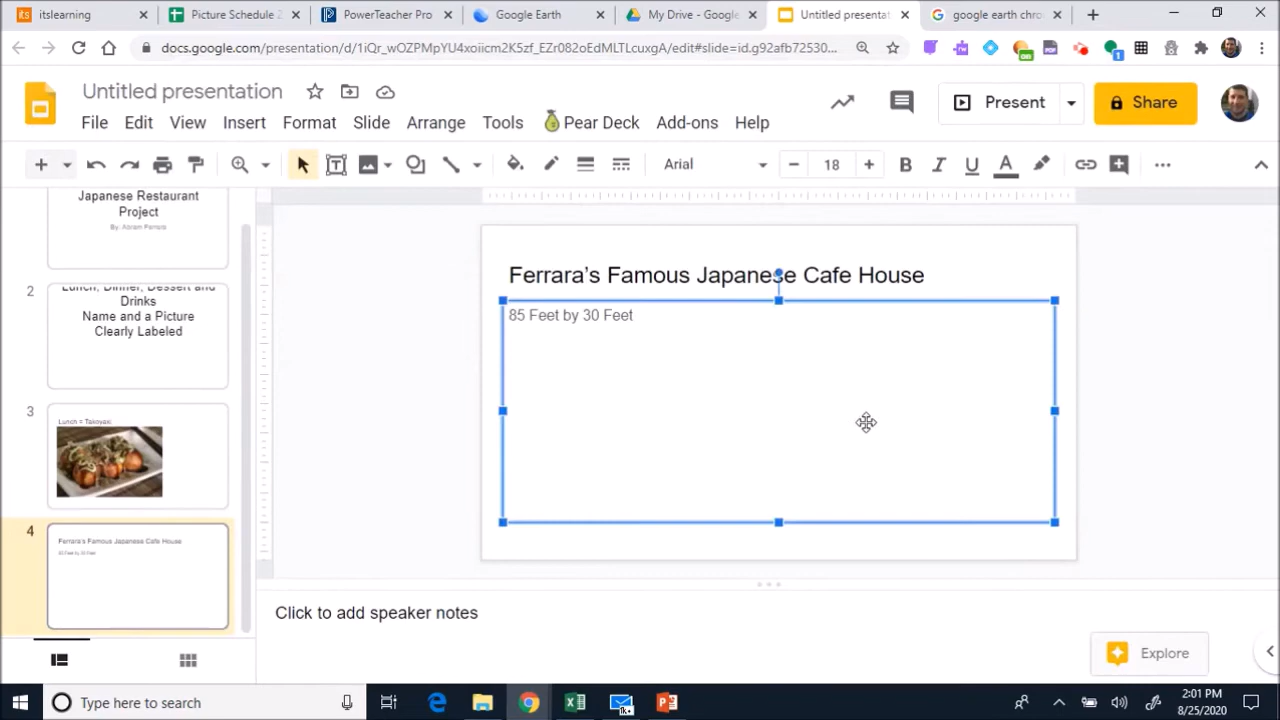 itslearning
Picture Schedule 2
PowerTeacher Pro
Google Earth
My Drive - Google
Untitled presentat
google earth chro
docs.google.com/presentation/d/1iQr_wOZPMpYU4xoiicm2K5zf_EZr082oEdMLTLcuxgA/edit#slide=id.g92afb72530...
Untitled presentation
Present
Share
File Edit View Insert Format Slide Arrange Tools Pear Deck Add-ons Help
Arial
18
Japanese Restaurant
Project
2
Lunch, Dinner, Dessert and
Drinks
Name and a Picture
Clearly Labeled
3
Lunch = Takoyaki:
4
Ferrara's Famous Japanese Cafe House
85 Feet by 30 Feet
Ferrara's Famous Japanese Cafe House
85 Feet by 30 Feet
Click to add speaker notes
Explore
Type here to search
2:01 PM
8/25/2020